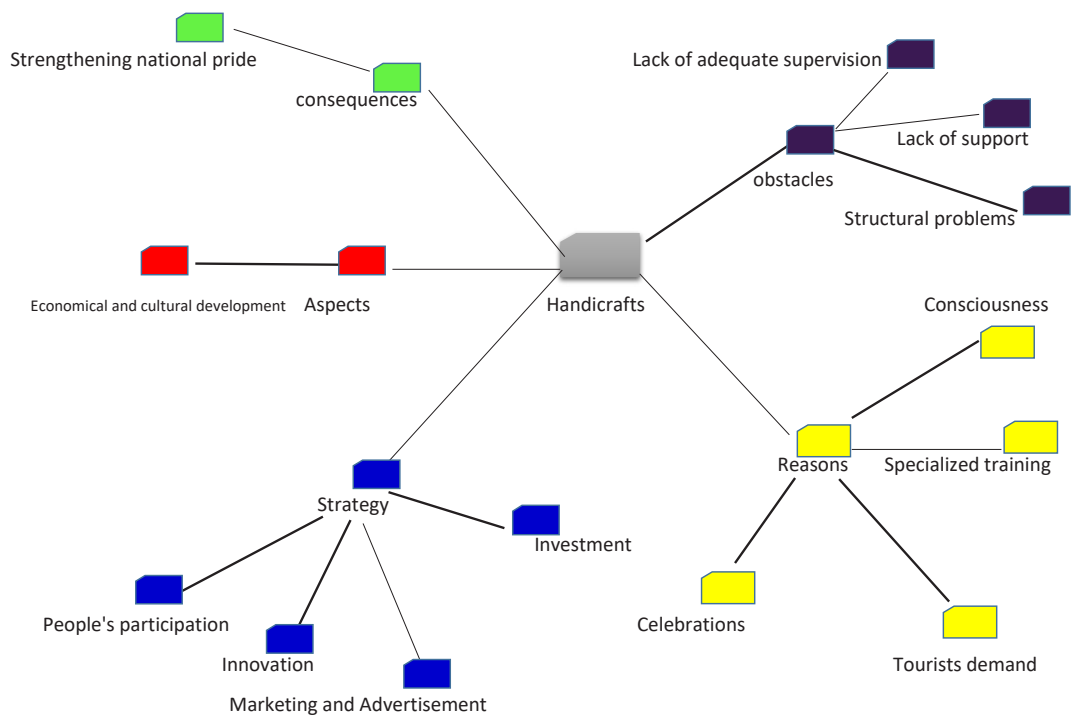 Strengthening national pride
consequences
Lack of adequate supervision
Lack of support
obstacles
Structural problems
Economical and cultural development
Aspects
Handicrafts
Consciousness
Reasons
Specialized training
Strategy
Investment
People's participation
Innovation
Marketing and Advertisement
Celebrations
Tourists demand